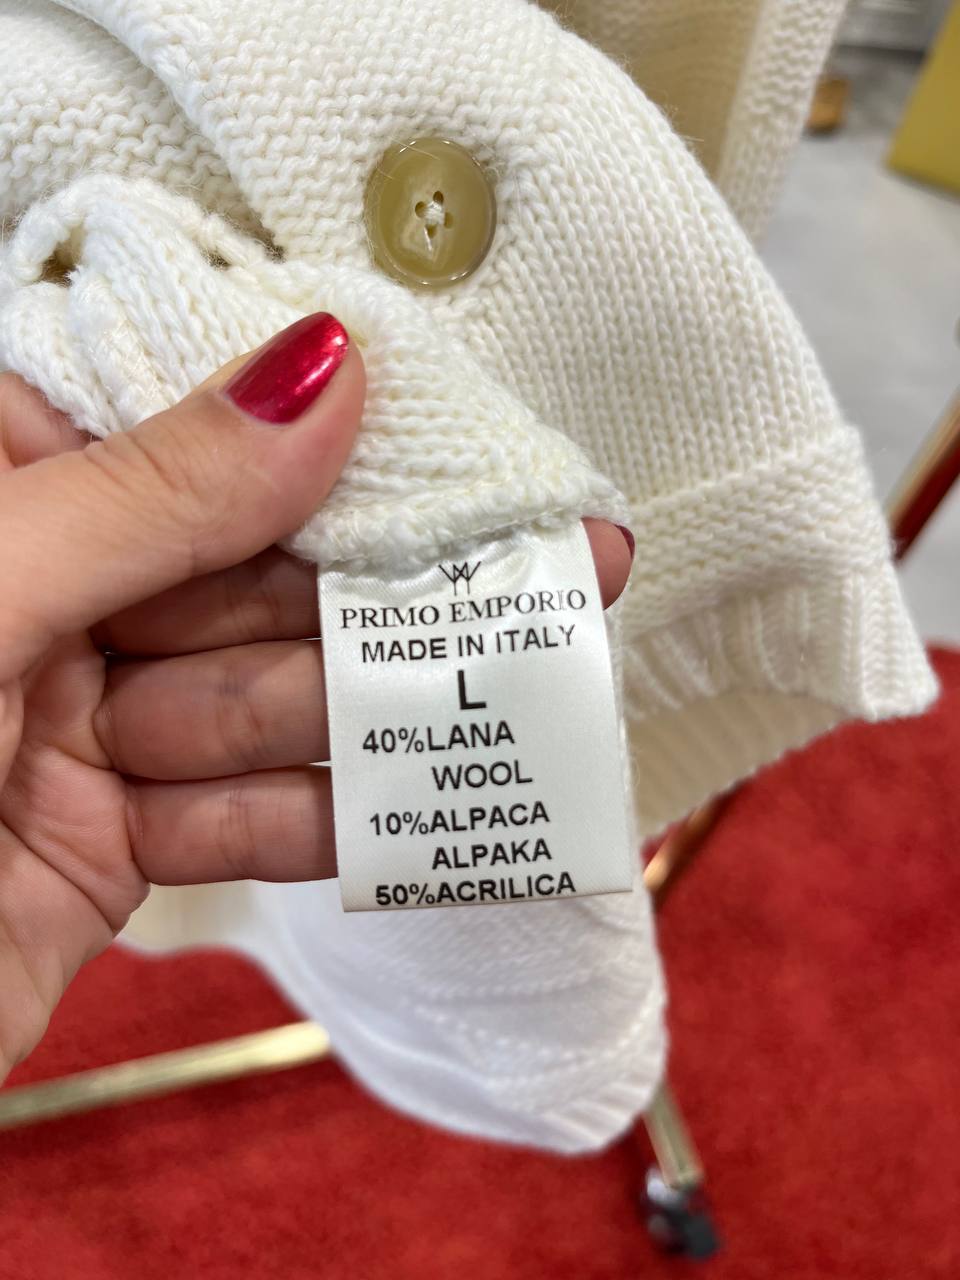 PRIMO EMPORIO
MADE IN ITALY
L
40%LANA
WOOL
10%ALPACA
ALPAKA
50%ACRILICA